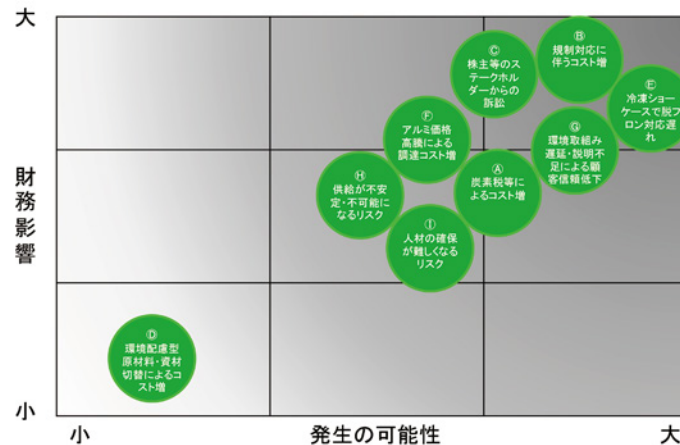 大
Ⓑ
規制対応に
伴うコスト増
Ⓒ
株主等のス
テークホル
ダーからの
訴訟
Ⓔ
冷凍ショー
ケースで脱フ
ロン対応遅
れ
Ⓕ
アルミ価格
高騰による
調達コスト増
Ⓖ
環境取組み
遅延・説明不
足による顧
客信頼低下
財務影響
Ⓗ
供給が不安
定・不可能に
なるリスク
Ⓐ
炭素税等に
よるコスト増
Ⓘ
人材の確保
が難しくなる
リスク
Ⓓ
環境配慮型
原材料・資材
切替によるコ
スト増
小
小
発生の可能性
大